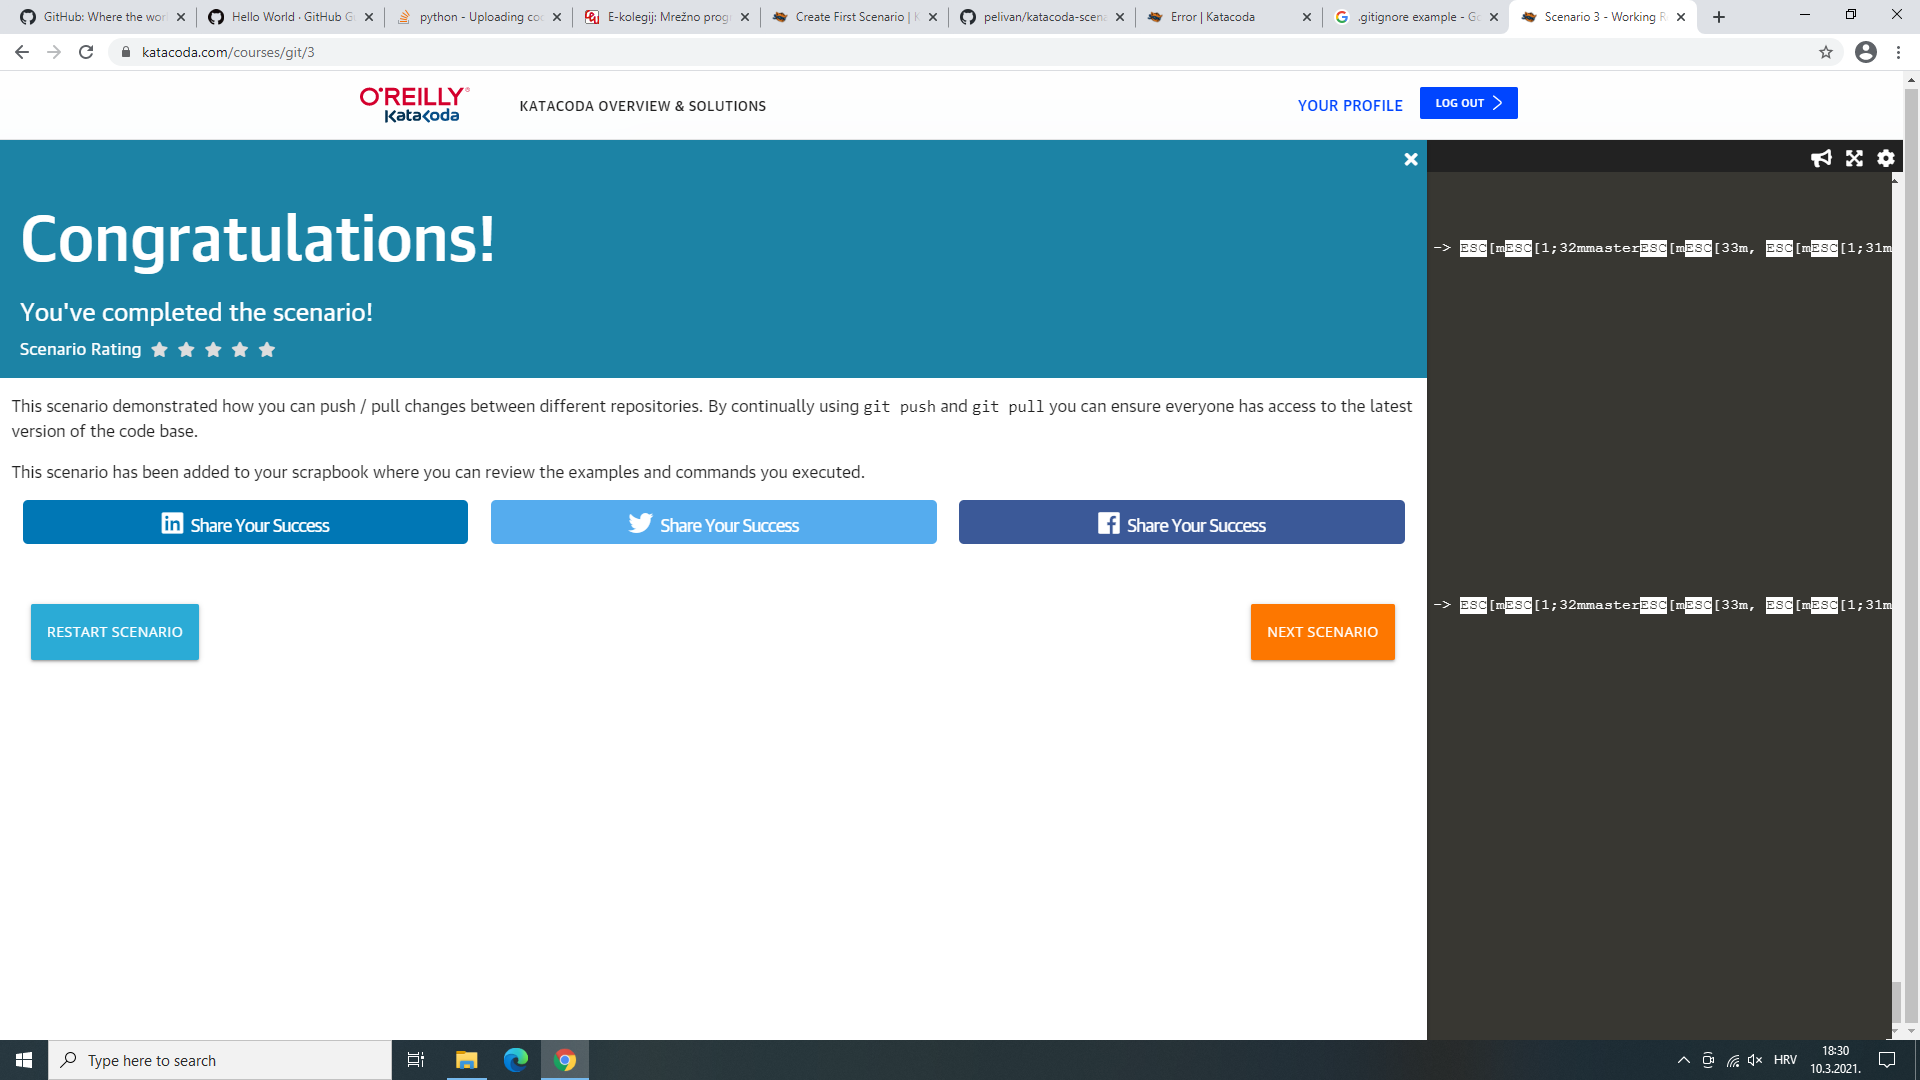 GitHub: Where the wor
Hello World · GitHub G
python - Uploading co
E-kolegij: Mrežno prog
Create First Scenario | K
pelivan/katacoda-scena
Error | Katacoda
.gitignore example - Go
Scenario 3 - Working R
katacoda.com/courses/git/3
O'REILLY®
KataKoda
KATACODA OVERVIEW & SOLUTIONS
YOUR PROFILE
LOG OUT
Congratulations!
You've completed the scenario!
Scenario Rating
This scenario demonstrated how you can push / pull changes between different repositories. By continually using git push and git pull you can ensure everyone has access to the latest
version of the code base.
This scenario has been added to your scrapbook where you can review the examples and commands you executed.
Share Your Success
Share Your Success
Share Your Success
RESTART SCENARIO
NEXT SCENARIO
-> ESC[mESC[1;32mmasterESC[mESC[33m, ESC[mESC[1;31m
-> ESC[mESC[1;32mmasterESC[mESC[33m, ESC[mESC[1;31m
Type here to search
HRV
18:30
10.3.2021.